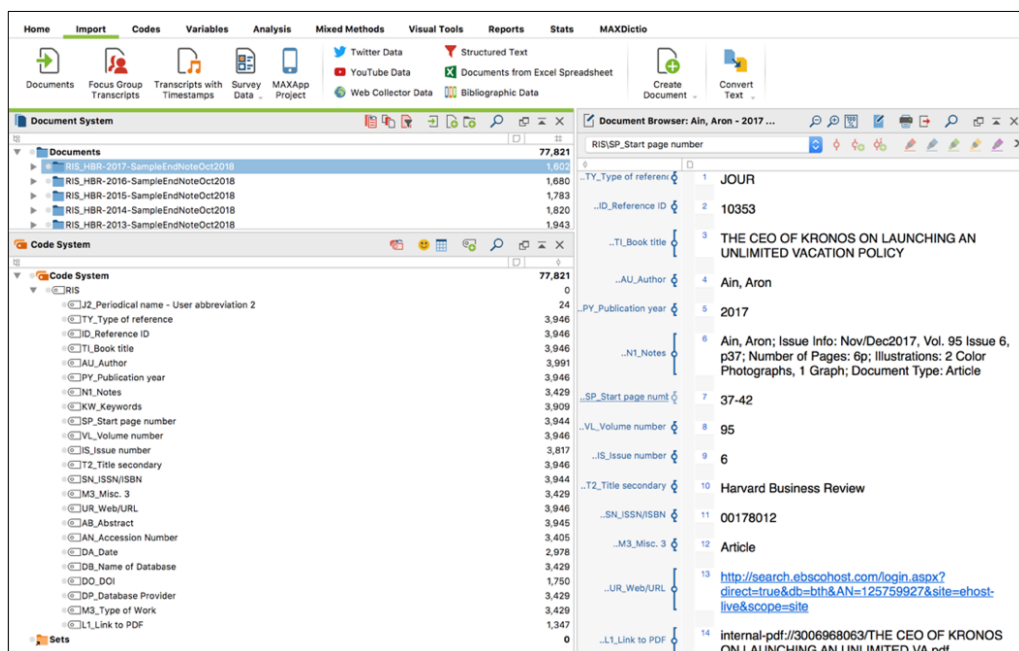 Home Import Codes Variables Analysis Mixed Methods Visual Tools Reports Stats MAXDictio
Documents
Focus Group
Transcripts
Transcripts with
Timestamps
Survey
Data
MAXApp
Project
Twitter Data
YouTube Data
Web Collector Data
Structured Text
Documents from Excel Spreadsheet
Bibliographic Data
Create
Document
Convert
Text
Document System
Documents 77,821
RIS_HBR-2017-SampleEndNoteOct2018 1,602
RIS_HBR-2016-SampleEndNoteOct2018 1,680
RIS_HBR-2015-SampleEndNoteOct2018 1,783
RIS_HBR-2014-SampleEndNoteOct2018 1,820
RIS_HBR-2013-SampleEndNoteOct2018 1,943
Code System
Code System 77,821
RIS 0
J2_Periodical name - User abbreviation 2 24
TY_Type of reference 3,946
ID_Reference ID 3,946
TI_Book title 3,946
AU_Author 3,991
PY_Publication year 3,946
N1_Notes 3,429
KW_Keywords 3,909
SP_Start page number 3,944
VL_Volume number 3,946
IS_Issue number 3,817
T2_Title secondary 3,946
SN_ISSN/ISBN 3,944
M3_Misc. 3 3,429
UR_Web/URL 3,946
AB_Abstract 3,945
AN_Accession Number 3,405
DA_Date 2,978
DB_Name of Database 3,429
DO_DOI 1,750
DP_Database Provider 3,429
M3_Type of Work 3,429
L1_Link to PDF 1,347
Sets 0
Document Browser: Ain, Aron - 2017 ...
RIS\SP_Start page number
..TY_Type of referenc 1 JOUR
..ID_Reference ID 2 10353
..TI_Book title 3 THE CEO OF KRONOS ON LAUNCHING AN
UNLIMITED VACATION POLICY
..AU_Author 4 Ain, Aron
..PY_Publication year 5 2017
..N1_Notes 6 Ain, Aron; Issue Info: Nov/Dec2017, Vol. 95 Issue 6,
p37; Number of Pages: 6p; Illustrations: 2 Color
Photographs, 1 Graph; Document Type: Article
..SP_Start page numb 7 37-42
..VL_Volume number 8 95
..IS_Issue number 9 6
..T2_Title secondary 10 Harvard Business Review
..SN_ISSN/ISBN 11 00178012
..M3_Misc. 3 12 Article
..UR_Web/URL 13 http://search.ebscohost.com/login.aspx?
direct=true&db=bth&AN=125759927&site=ehost-
live&scope=site
..L1_Link to PDF 14 internal-pdf://3006968063/THE CEO OF KRONOS
ON LAUNCHING AN UNLIMITED VA.pdf